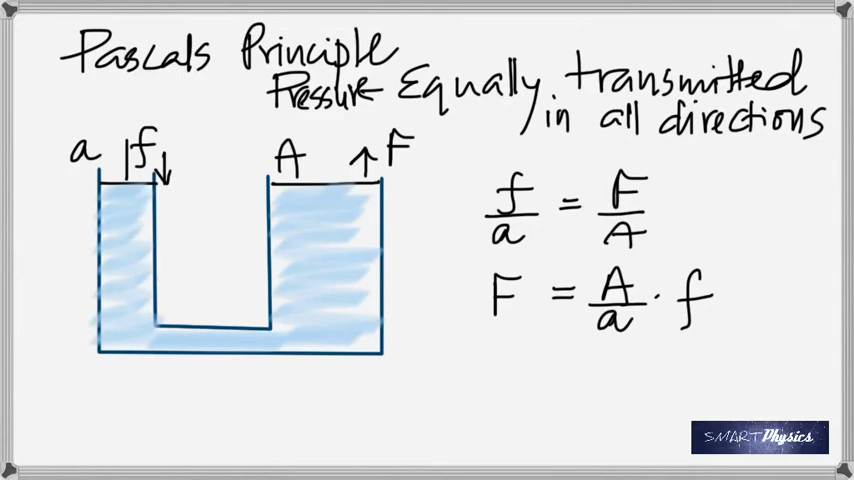 Pascals Principle
Pressure Equally transmitted
in all directions
a f A F
f/a = F/A
F = A/a · f
SMARTPhysics